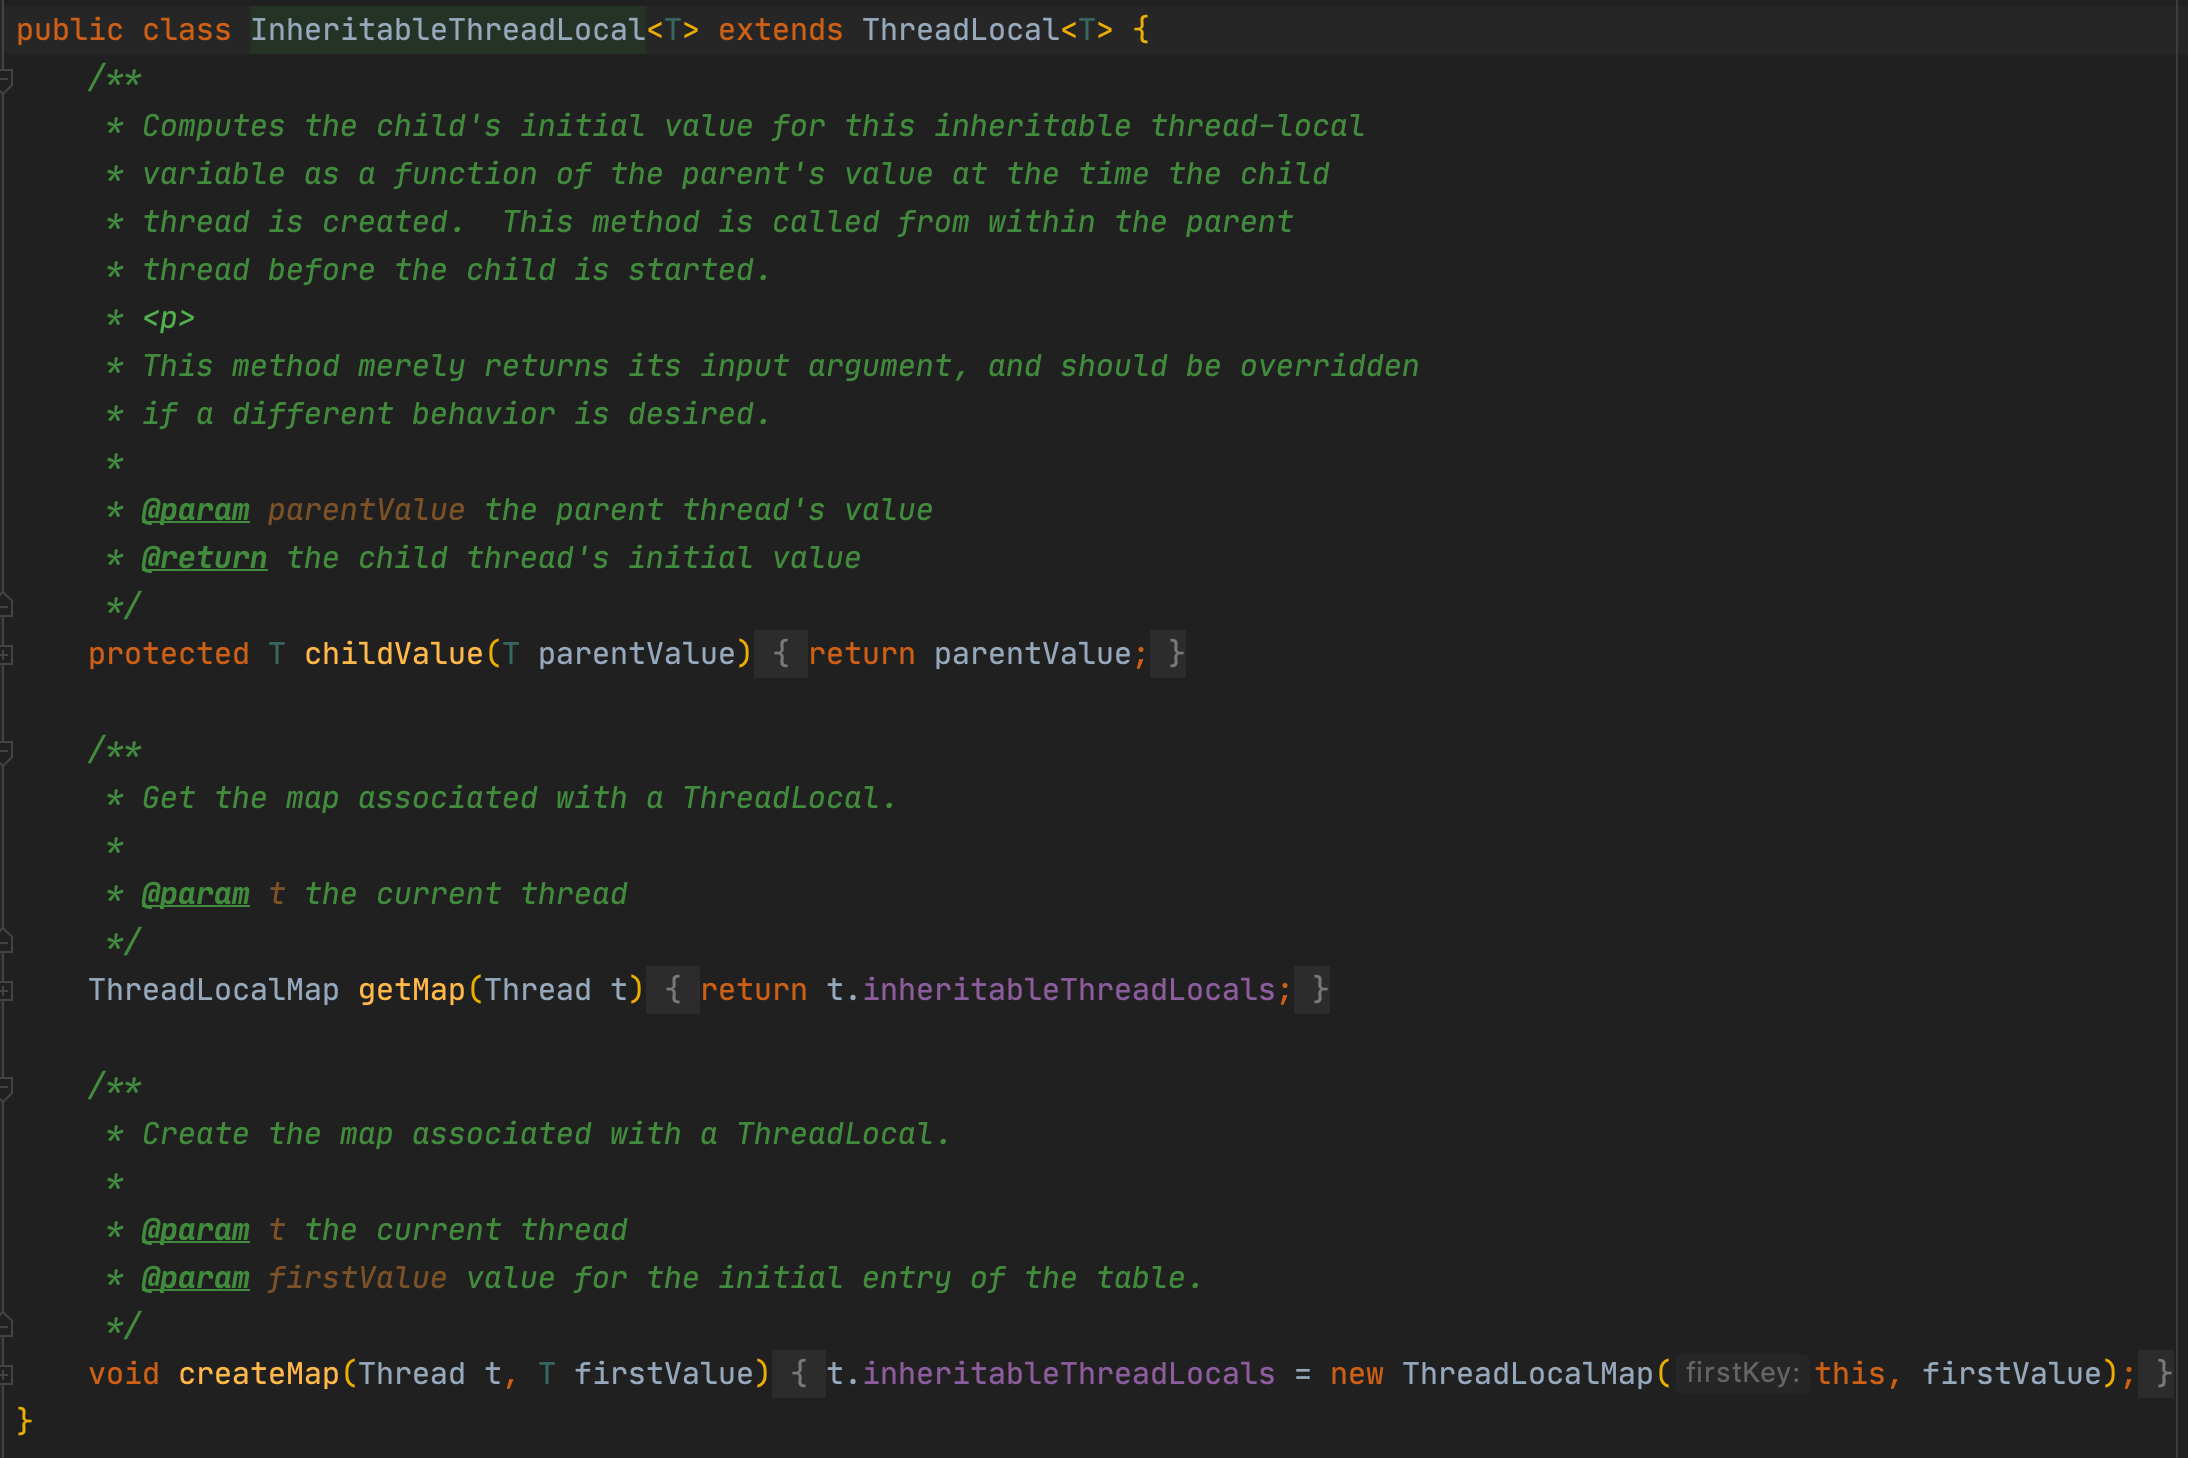 public class InheritableThreadLocal<T> extends ThreadLocal<T> {
    /**
     * Computes the child's initial value for this inheritable thread-local
     * variable as a function of the parent's value at the time the child
     * thread is created.  This method is called from within the parent
     * thread before the child is started.
     * <p>
     * This method merely returns its input argument, and should be overridden
     * if a different behavior is desired.
     *
     * @param parentValue the parent thread's value
     * @return the child thread's initial value
     */
    protected T childValue(T parentValue) { return parentValue; }

    /**
     * Get the map associated with a ThreadLocal.
     *
     * @param t the current thread
     */
    ThreadLocalMap getMap(Thread t) { return t.inheritableThreadLocals; }

    /**
     * Create the map associated with a ThreadLocal.
     *
     * @param t the current thread
     * @param firstValue value for the initial entry of the table.
     */
    void createMap(Thread t, T firstValue) { t.inheritableThreadLocals = new ThreadLocalMap( firstKey: this, firstValue); }
}